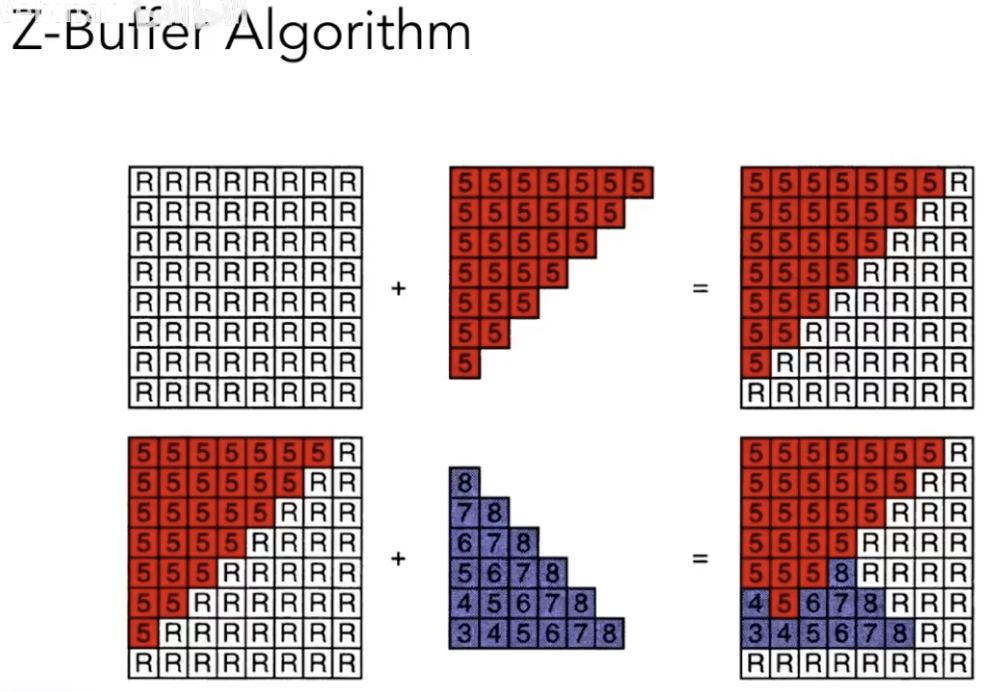 Z-Buffer Algorithm
R R R R R R R R 5 5 5 5 5 5 5 5 5 5 5 5 5 5 R
R R R R R R R R 5 5 5 5 5 5 5 5 5 5 5 5 R R
R R R R R R R R 5 5 5 5 5 5 5 5 5 5 R R R
R R R R R R R R 5 5 5 5 5 5 5 5 R R R R
+ =
R R R R R R R R 5 5 5 5 5 5 R R R R R
R R R R R R R R 5 5 5 5 R R R R R R
R R R R R R R R 5 5 R R R R R R R
R R R R R R R R R R R R R R R R
5 5 5 5 5 5 5 R 5 5 5 5 5 5 5 R
5 5 5 5 5 5 R R 8 5 5 5 5 5 5 R R
5 5 5 5 5 R R R 7 8 5 5 5 5 5 R R R
5 5 5 5 R R R R 6 7 8 5 5 5 5 R R R R
+ =
5 5 5 R R R R R 5 6 7 8 5 5 5 8 R R R R
5 5 R R R R R R 4 5 6 7 8 4 5 6 7 8 R R R
5 R R R R R R R 3 4 5 6 7 8 3 4 5 6 7 8 R R
R R R R R R R R R R R R R R R R